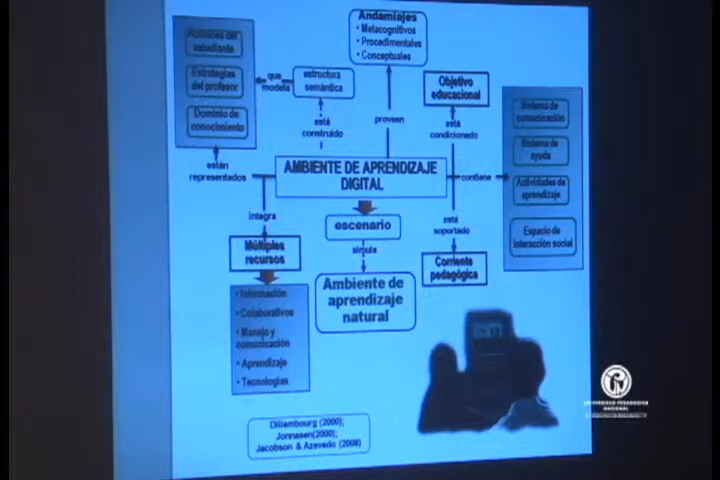 Andamiajes
• Metacognitivos
• Procedimentales
• Conceptuales
Acciones del
estudiante
Estrategias
del profesor
Dominio de
conocimiento
que
modela
estructura
semántica
Objetivo
educacional
está
construido
proveen
está
condicionado
Sistema de
comunicación
Sistema de
ayuda
Actividades de
aprendizaje
Espacio de
interacción social
están
representados
AMBIENTE DE APRENDIZAJE
DIGITAL
contiene
integra
escenario
está
soportado
Múltiples
recursos
simula
Corriente
pedagógica
Ambiente de
aprendizaje
natural
• Información
• Colaborativos
• Manejo y
comunicación
• Aprendizaje
• Tecnologías
Dillembourg (2000);
Jonnasen(2000);
Jacobson & Azevedo (2008)
UNIVERSIDAD PEDAGOGICA
NACIONAL